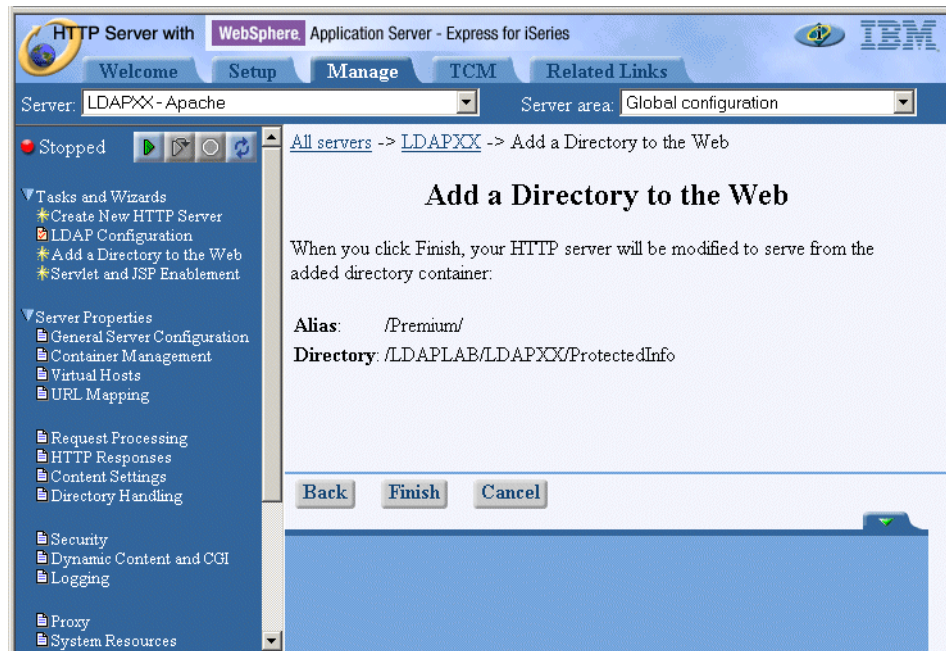 HTTP Server with WebSphere. Application Server - Express for iSeries
IBM
Welcome Setup Manage TCM Related Links
Server: LDAPXX - Apache Server area: Global configuration
Stopped
All servers -> LDAPXX -> Add a Directory to the Web
Tasks and Wizards
Create New HTTP Server
LDAP Configuration
Add a Directory to the Web
Servlet and JSP Enablement
Server Properties
General Server Configuration
Container Management
Virtual Hosts
URL Mapping
Request Processing
HTTP Responses
Content Settings
Directory Handling
Security
Dynamic Content and CGI
Logging
Proxy
System Resources
Add a Directory to the Web
When you click Finish, your HTTP server will be modified to serve from the
added directory container:
Alias: /Premium/
Directory: /LDAPLAB/LDAPXX/ProtectedInfo
Back Finish Cancel